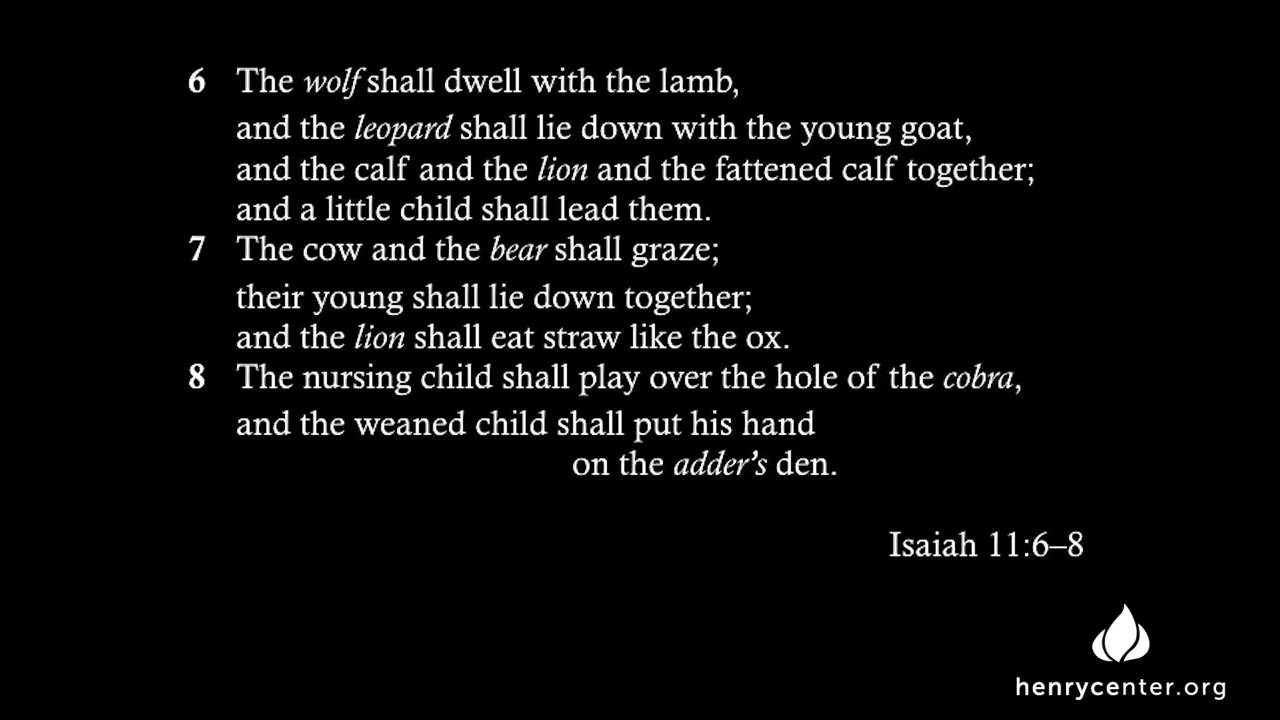 6 The wolf shall dwell with the lamb,
and the leopard shall lie down with the young goat,
and the calf and the lion and the fattened calf together;
and a little child shall lead them.
7 The cow and the bear shall graze;
their young shall lie down together;
and the lion shall eat straw like the ox.
8 The nursing child shall play over the hole of the cobra,
and the weaned child shall put his hand
on the adder’s den.
Isaiah 11:6–8
henrycenter.org